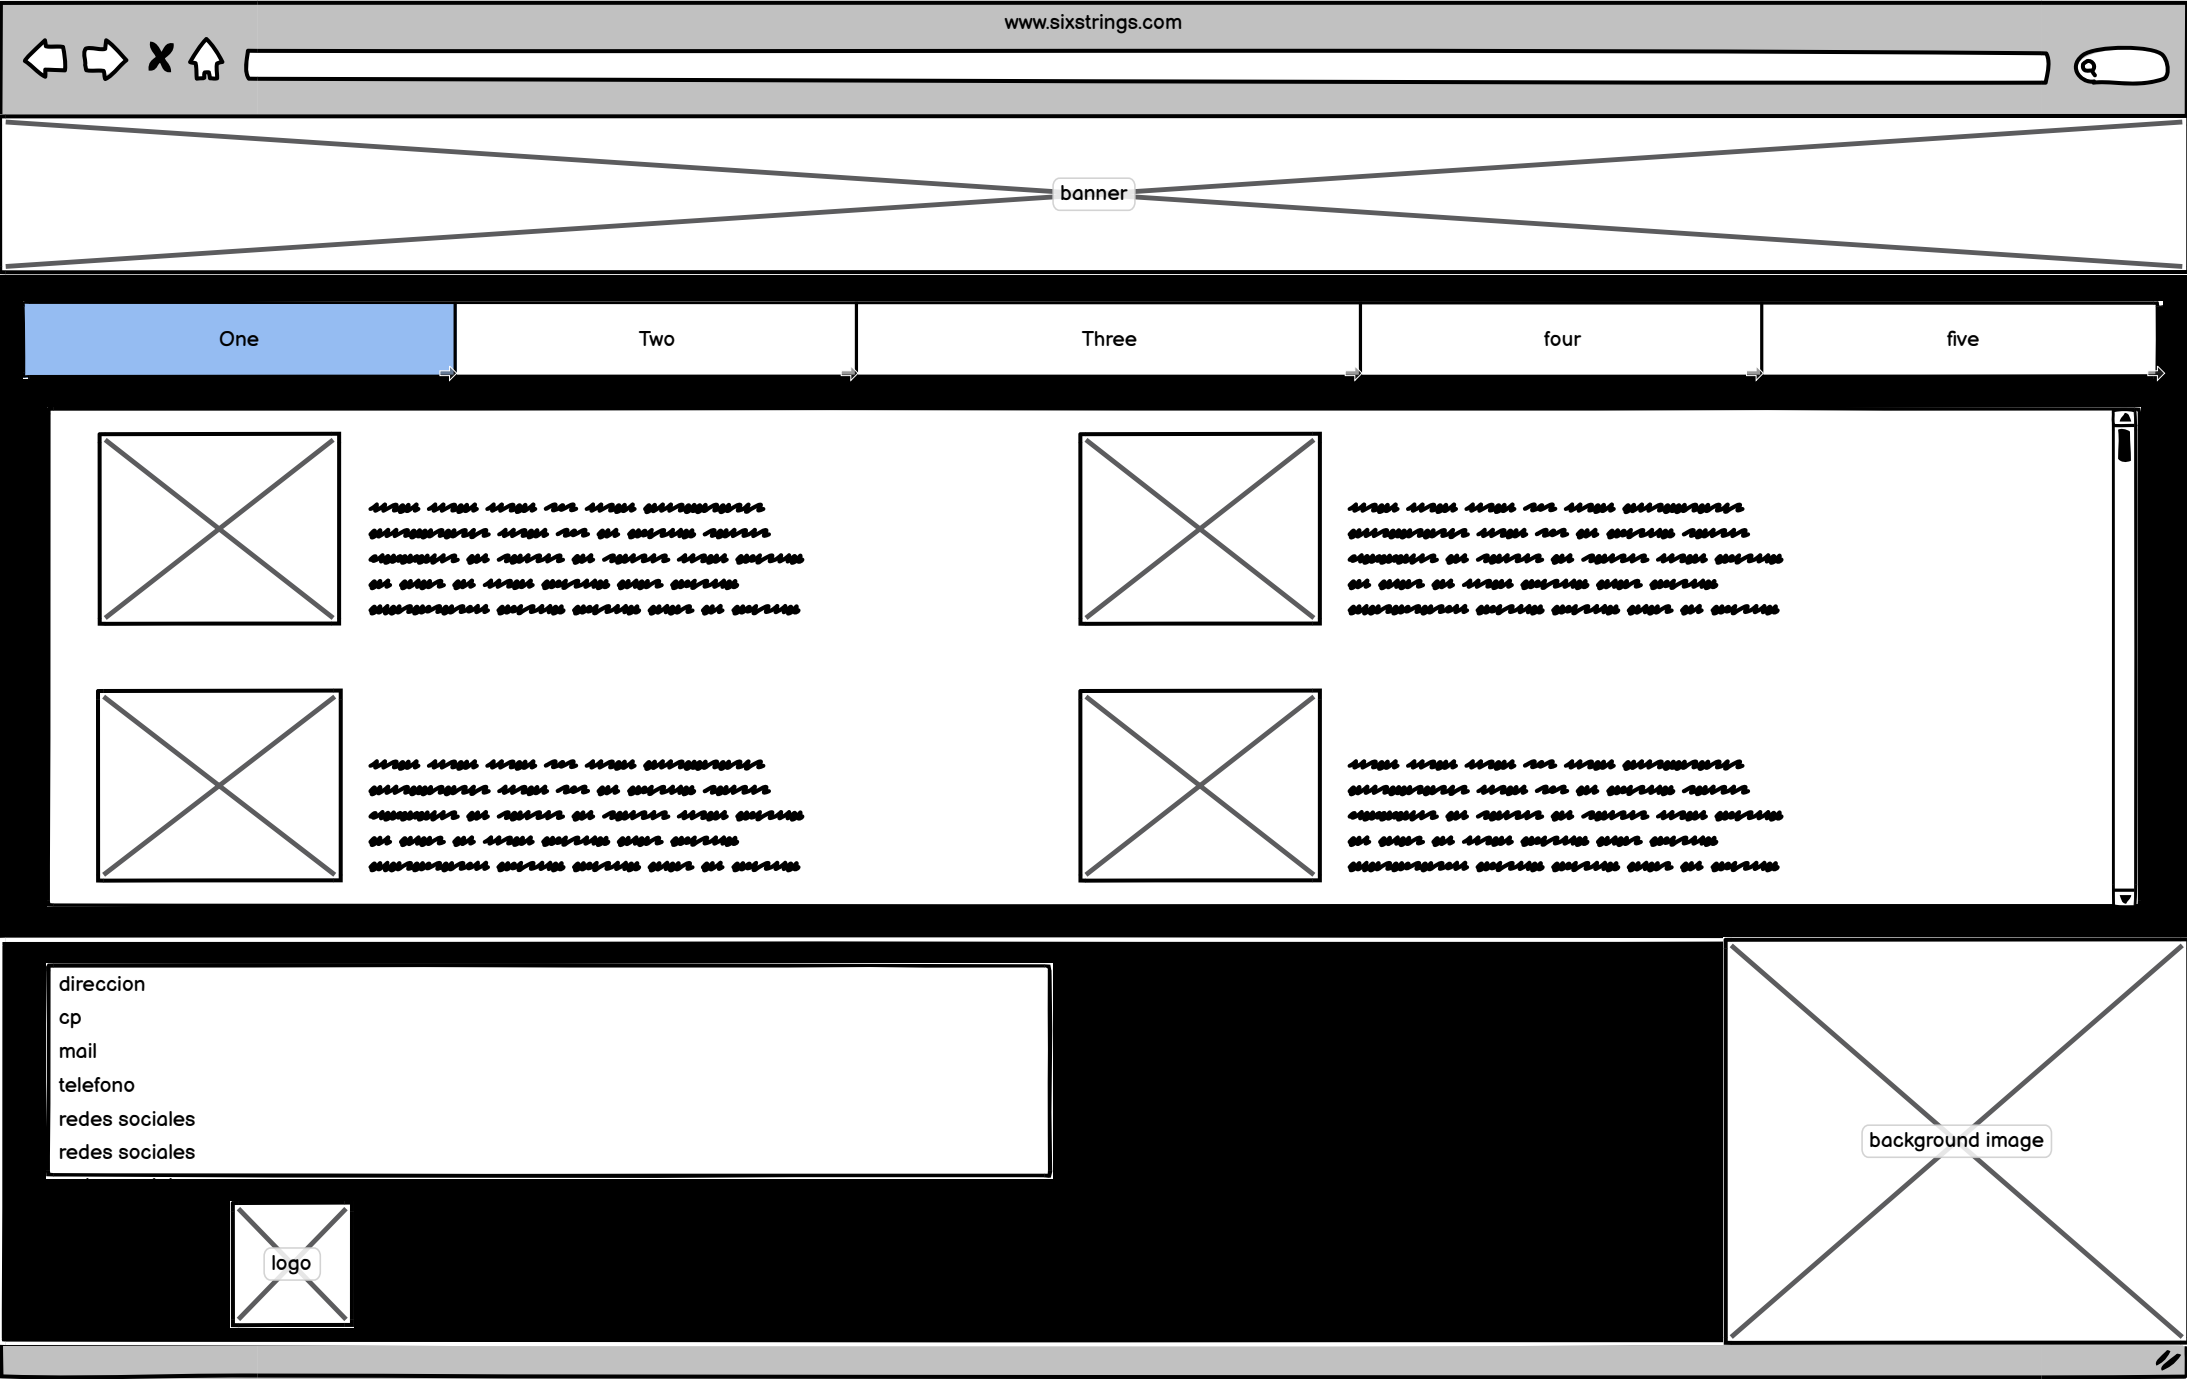 www.sixstrings.com
banner
One
Two
Three
four
five
direccion
cp
mail
telefono
redes sociales
redes sociales
background image
logo